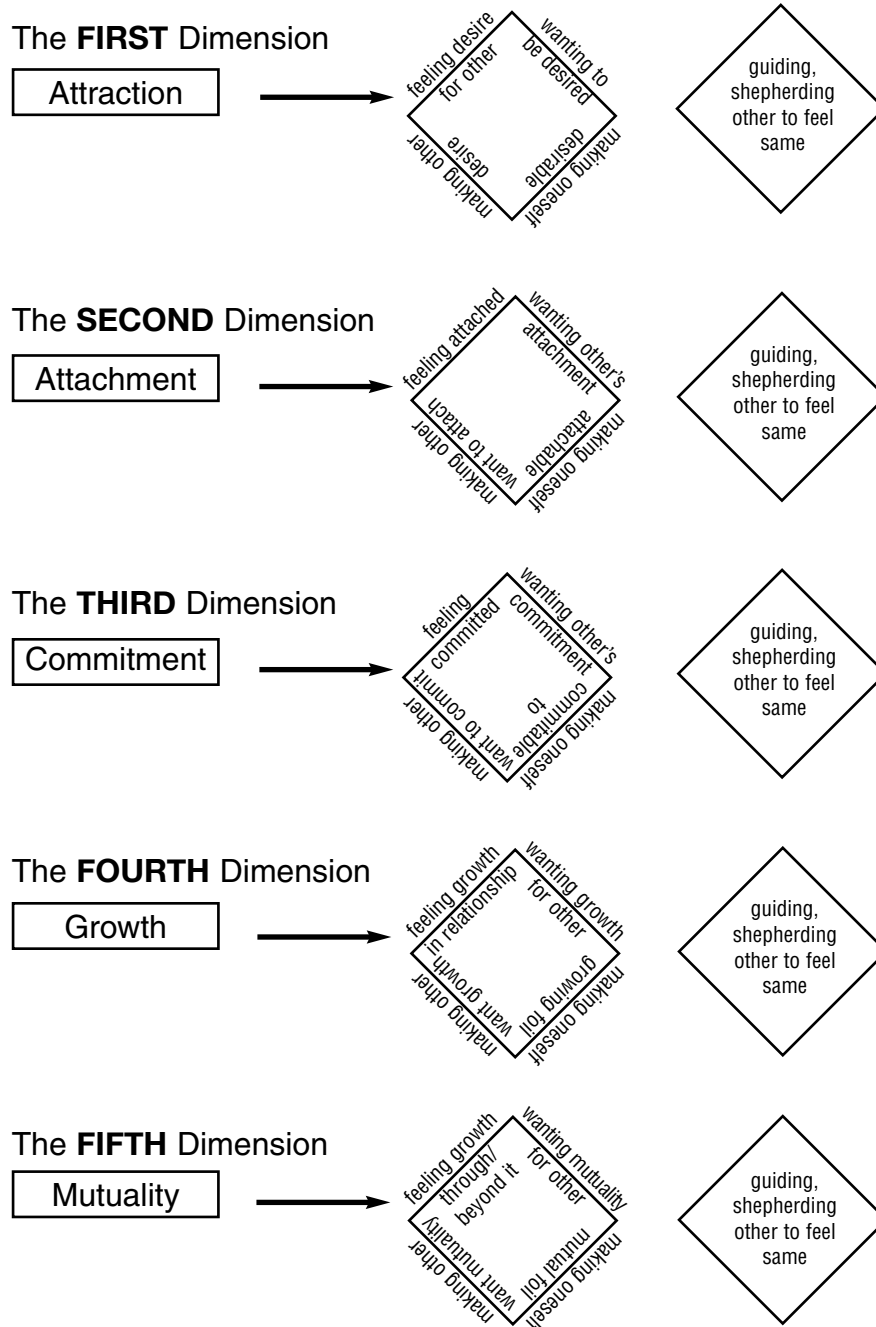 The FIRST Dimension
Attraction
feeling desire
for other
wanting to
be desired
making other
desire
making oneself
desirable
guiding,
shepherding
other to feel
same
The SECOND Dimension
Attachment
feeling attached
wanting other's
attachment
making other
want to attach
making oneself
attachable
guiding,
shepherding
other to feel
same
The THIRD Dimension
Commitment
feeling
committed
wanting other's
commitment
making other
want to commit
making oneself
commitable
to
guiding,
shepherding
other to feel
same
The FOURTH Dimension
Growth
feeling growth
in relationship
wanting growth
for other
making other
want growth
making oneself
growing foil
guiding,
shepherding
other to feel
same
The FIFTH Dimension
Mutuality
feeling growth
through/
beyond it
wanting mutuality
for other
making other
want mutuality
making oneself
mutual foil
guiding,
shepherding
other to feel
same